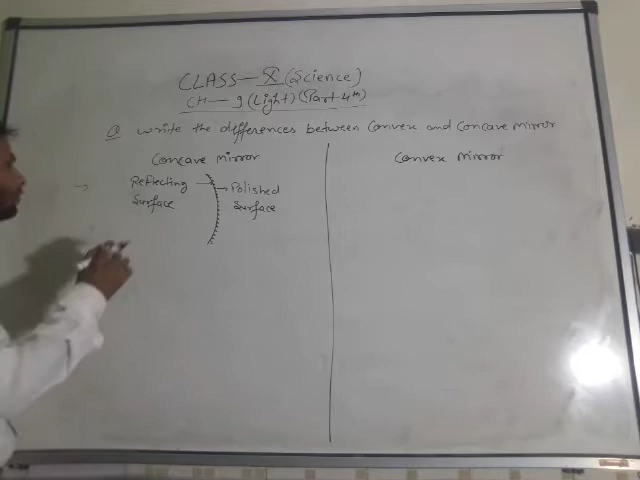 CLASS—X (Science)
CH—9 (Light) (Part 4th)
Q write the differences between Convex and Concave mirror
Concave mirror
Reflecting
Surface
Polished
Surface
Convex mirror